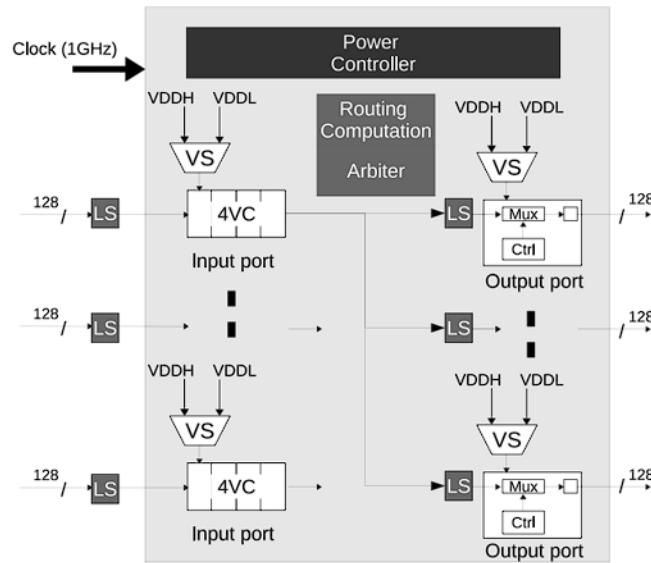 Power
Controller
Clock (1GHz)
VDDH VDDL
VS
Routing
Computation
Arbiter
VDDH VDDL
VS
128
/
LS
4VC
Input port
LS
Mux
Ctrl
Output port
128
/
128
/
LS
LS
128
/
VDDH VDDL
VS
VDDH VDDL
VS
128
/
LS
4VC
Input port
LS
Mux
Ctrl
Output port
128
/